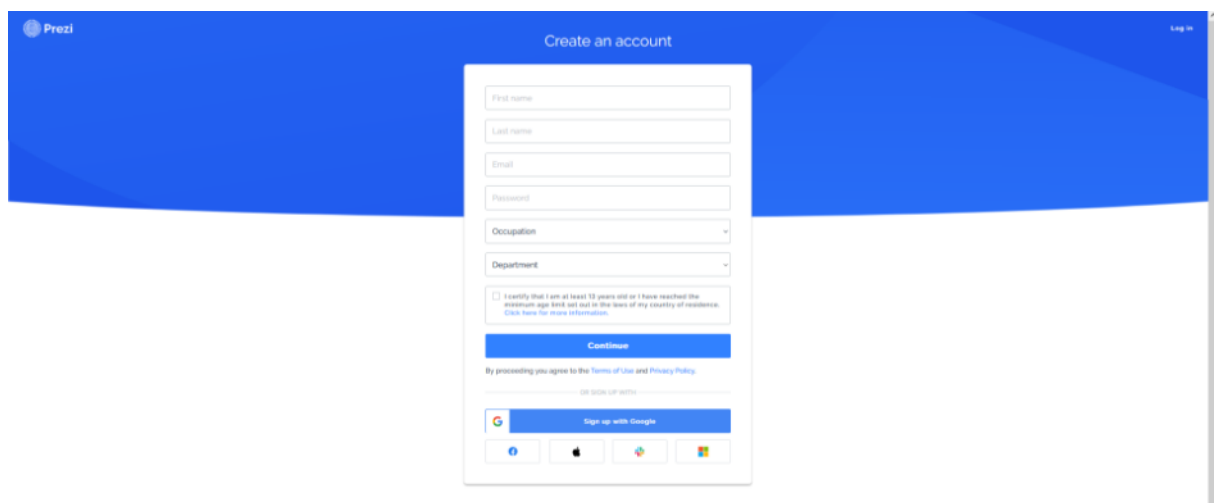 Prezi
Log in
Create an account
First name
Last name
Email
Password
Occupation
Department
I certify that I am at least 13 years old or I have reached the
minimum age limit set out in the laws of my country of residence.
Click here for more information.
Continue
By proceeding you agree to the Terms of Use and Privacy Policy.
OR SIGN UP WITH
Sign up with Google